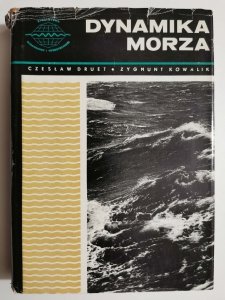 DYNAMIKA
MORZA
CZESŁAW DRUET • ZYGMUNT KOWALIK